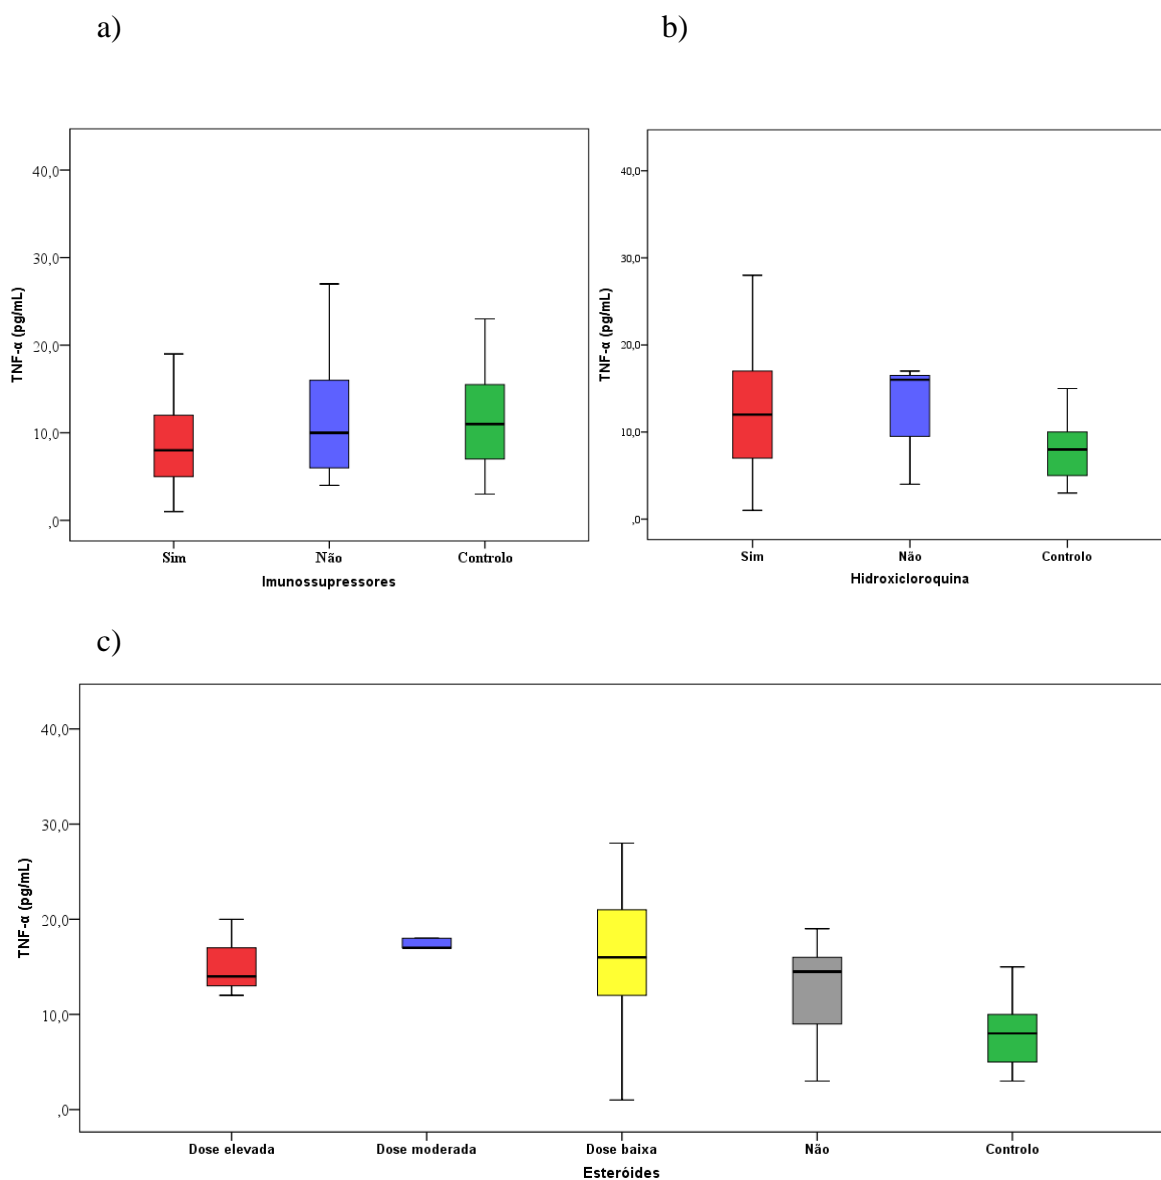 a)
b)
40,0
30,0
20,0
10,0
,0
TNF-α (pg/mL)
Sim Não Controlo
Imunossupressores
40,0
30,0
20,0
10,0
,0
TNF-α (pg/mL)
Sim Não Controlo
Hidroxicloroquina
c)
40,0
30,0
20,0
10,0
,0
TNF-α (pg/mL)
Dose elevada Dose moderada Dose baixa Não Controlo
Esteróides